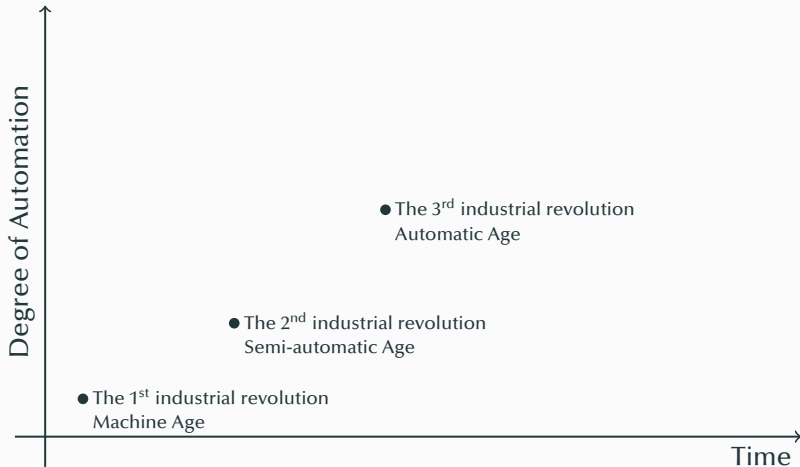 Degree of Automation
The 3rd industrial revolution
Automatic Age
The 2nd industrial revolution
Semi-automatic Age
The 1st industrial revolution
Machine Age
Time